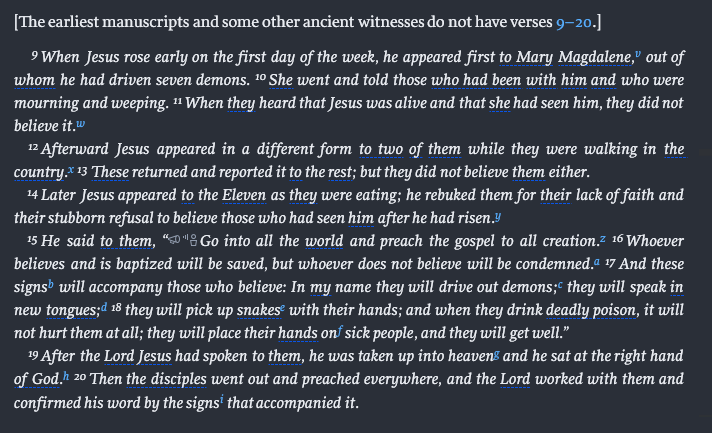 [The earliest manuscripts and some other ancient witnesses do not have verses 9–20.]
9 When Jesus rose early on the first day of the week, he appeared first to Mary Magdalene,v out of
whom he had driven seven demons. 10 She went and told those who had been with him and who were
mourning and weeping. 11 When they heard that Jesus was alive and that she had seen him, they did not
believe it.w
12 Afterward Jesus appeared in a different form to two of them while they were walking in the
country.x 13 These returned and reported it to the rest; but they did not believe them either.
14 Later Jesus appeared to the Eleven as they were eating; he rebuked them for their lack of faith and
their stubborn refusal to believe those who had seen him after he had risen.y
15 He said to them, “Go into all the world and preach the gospel to all creation.z 16 Whoever
believes and is baptized will be saved, but whoever does not believe will be condemned.a 17 And these
signsb will accompany those who believe: In my name they will drive out demons;c they will speak in
new tongues;d 18 they will pick up snakese with their hands; and when they drink deadly poison, it will
not hurt them at all; they will place their hands onf sick people, and they will get well.”
19 After the Lord Jesus had spoken to them, he was taken up into heaveng and he sat at the right hand
of God.h 20 Then the disciples went out and preached everywhere, and the Lord worked with them and
confirmed his word by the signsi that accompanied it.